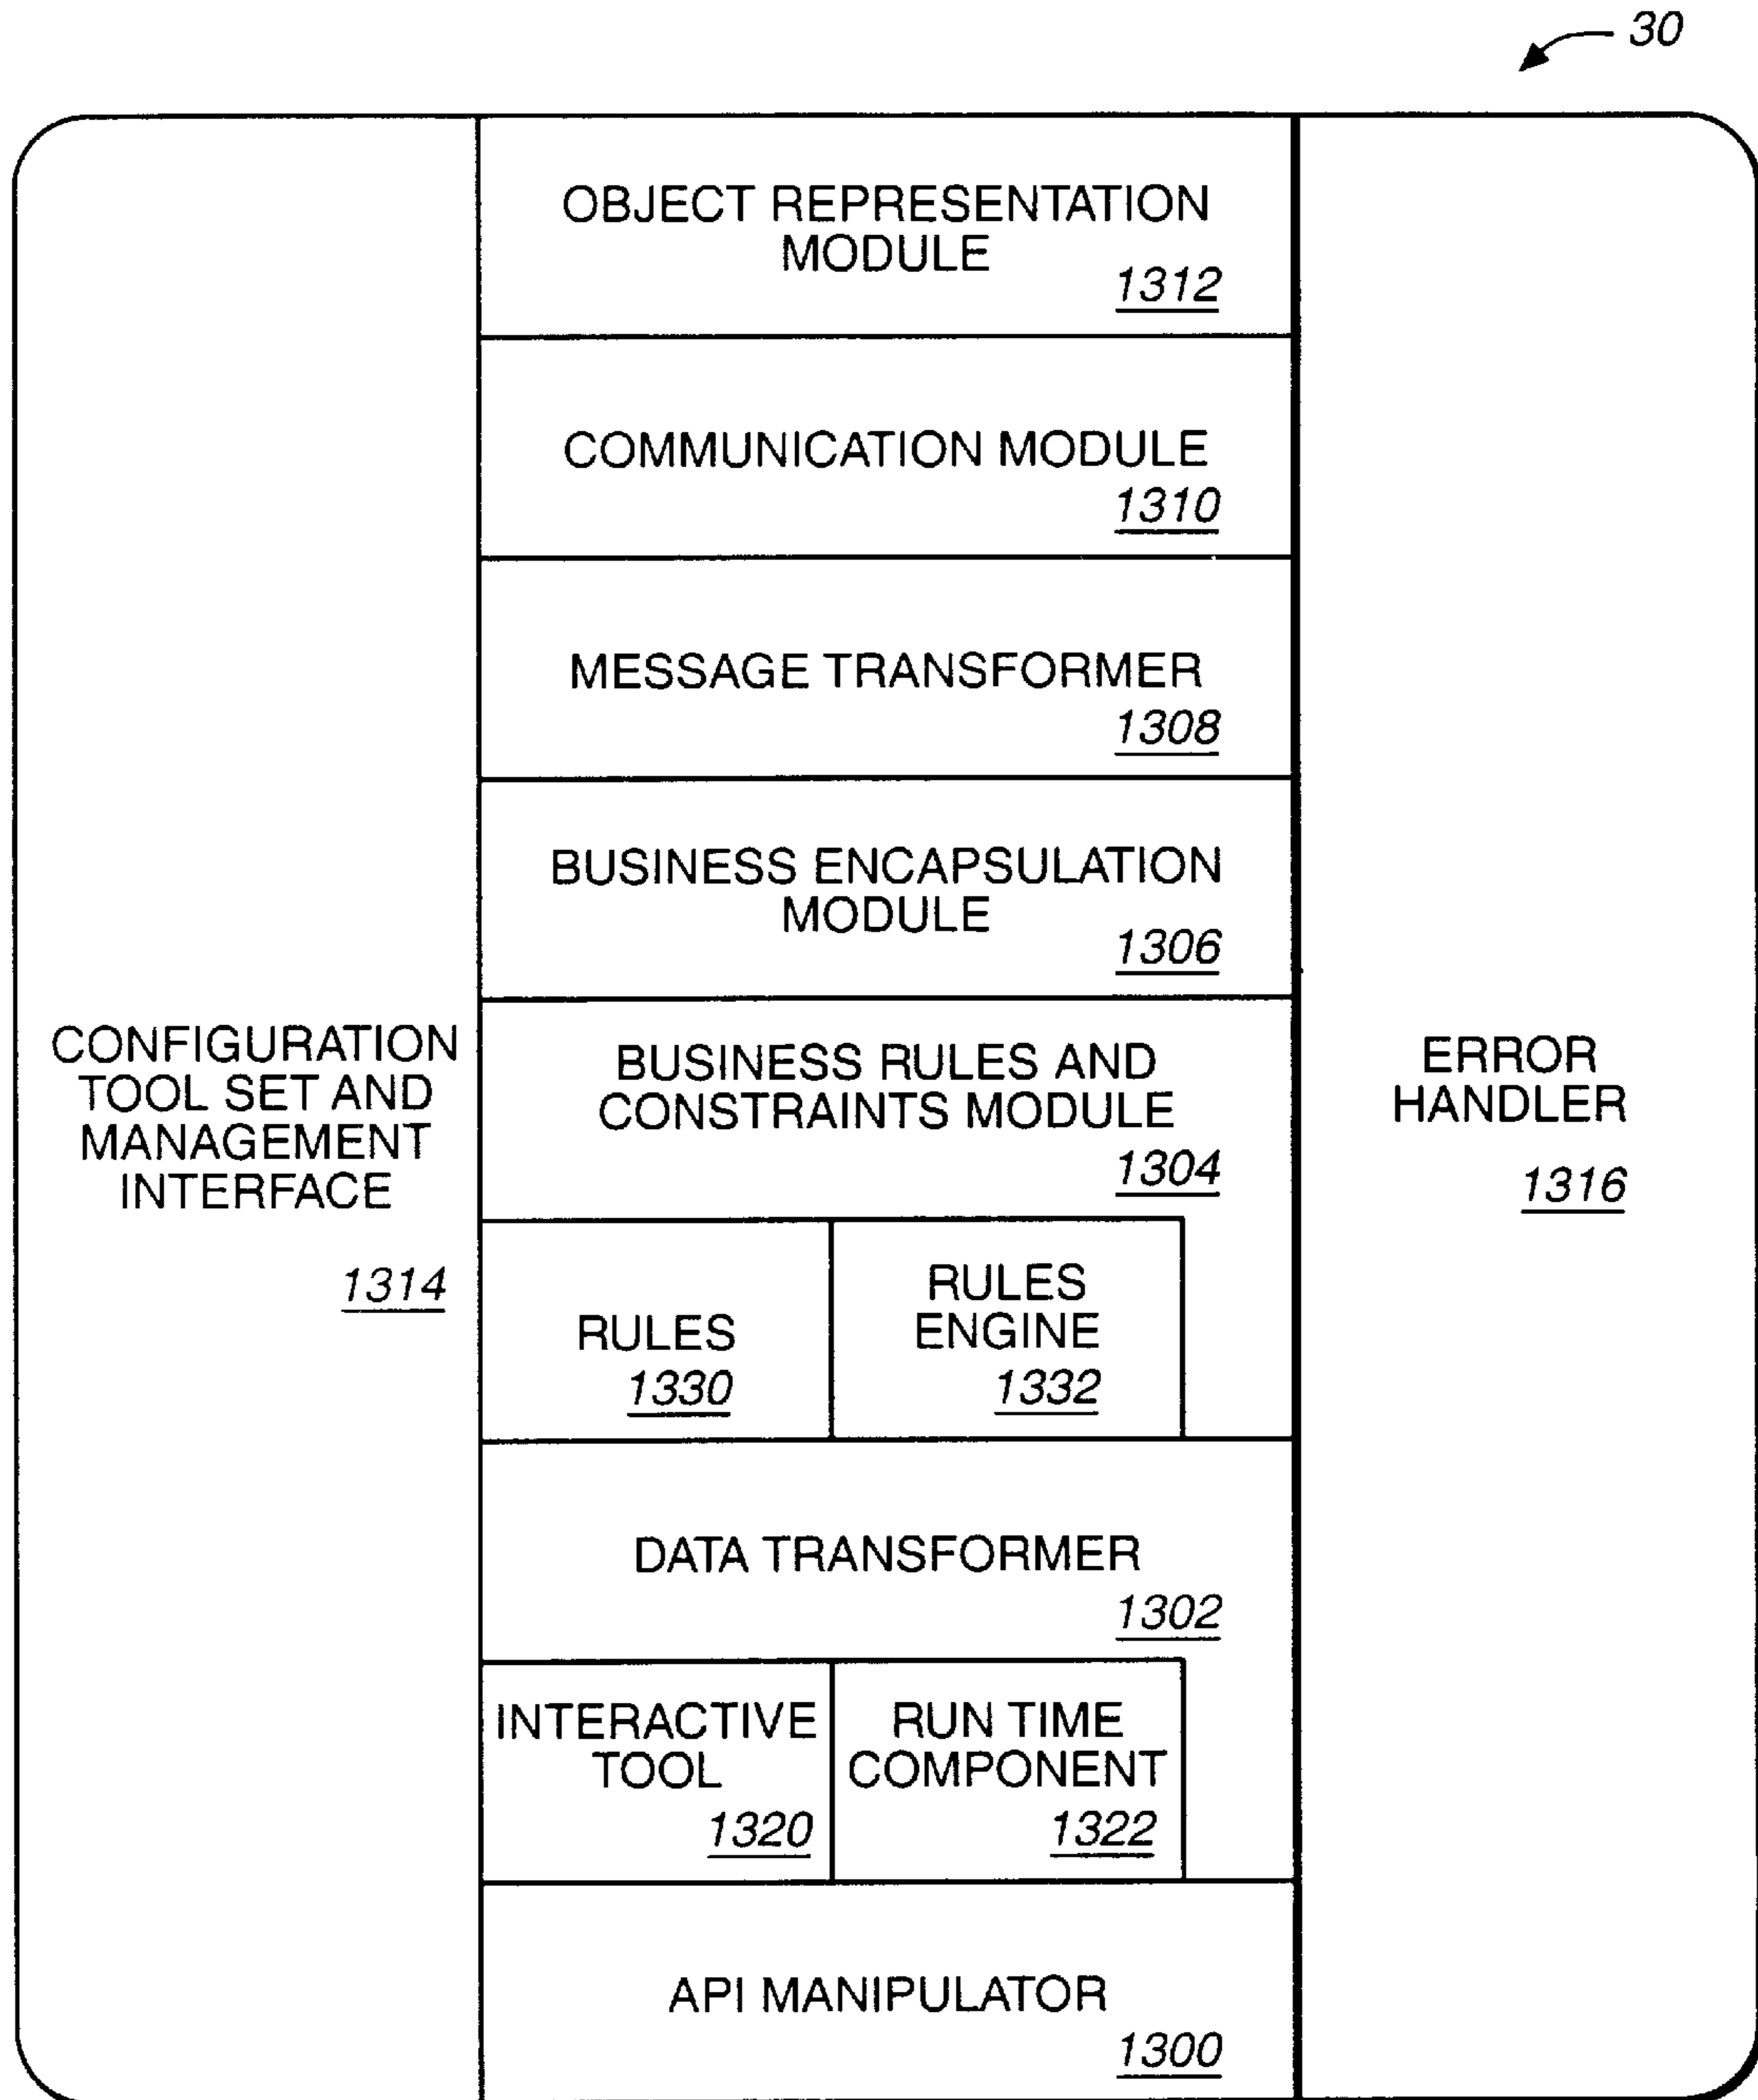 30
OBJECT REPRESENTATION
MODULE
1312
COMMUNICATION MODULE
1310
MESSAGE TRANSFORMER
1308
BUSINESS ENCAPSULATION
MODULE
1306
CONFIGURATION
TOOL SET AND
MANAGEMENT
INTERFACE
1314
BUSINESS RULES AND
CONSTRAINTS MODULE
1304
RULES
1330
RULES
ENGINE
1332
ERROR
HANDLER
1316
DATA TRANSFORMER
1302
INTERACTIVE
TOOL
1320
RUN TIME
COMPONENT
1322
API MANIPULATOR
1300